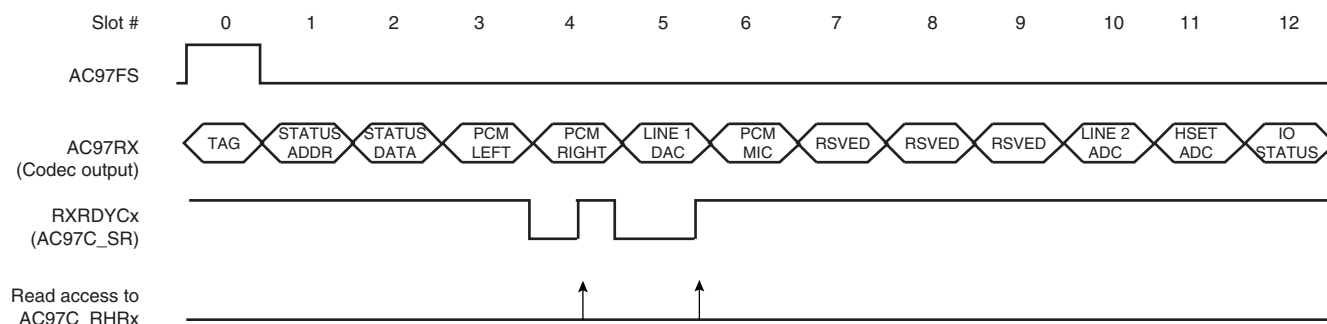 Slot # 0 1 2 3 4 5 6 7 8 9 10 11 12
AC97FS
AC97RX
(Codec output)
TAG
STATUS
ADDR
STATUS
DATA
PCM
LEFT
PCM
RIGHT
LINE 1
DAC
PCM
MIC
RSVED
RSVED
RSVED
LINE 2
ADC
HSET
ADC
IO
STATUS
RXRDYCx
(AC97C_SR)
Read access to
AC97C_RHRx